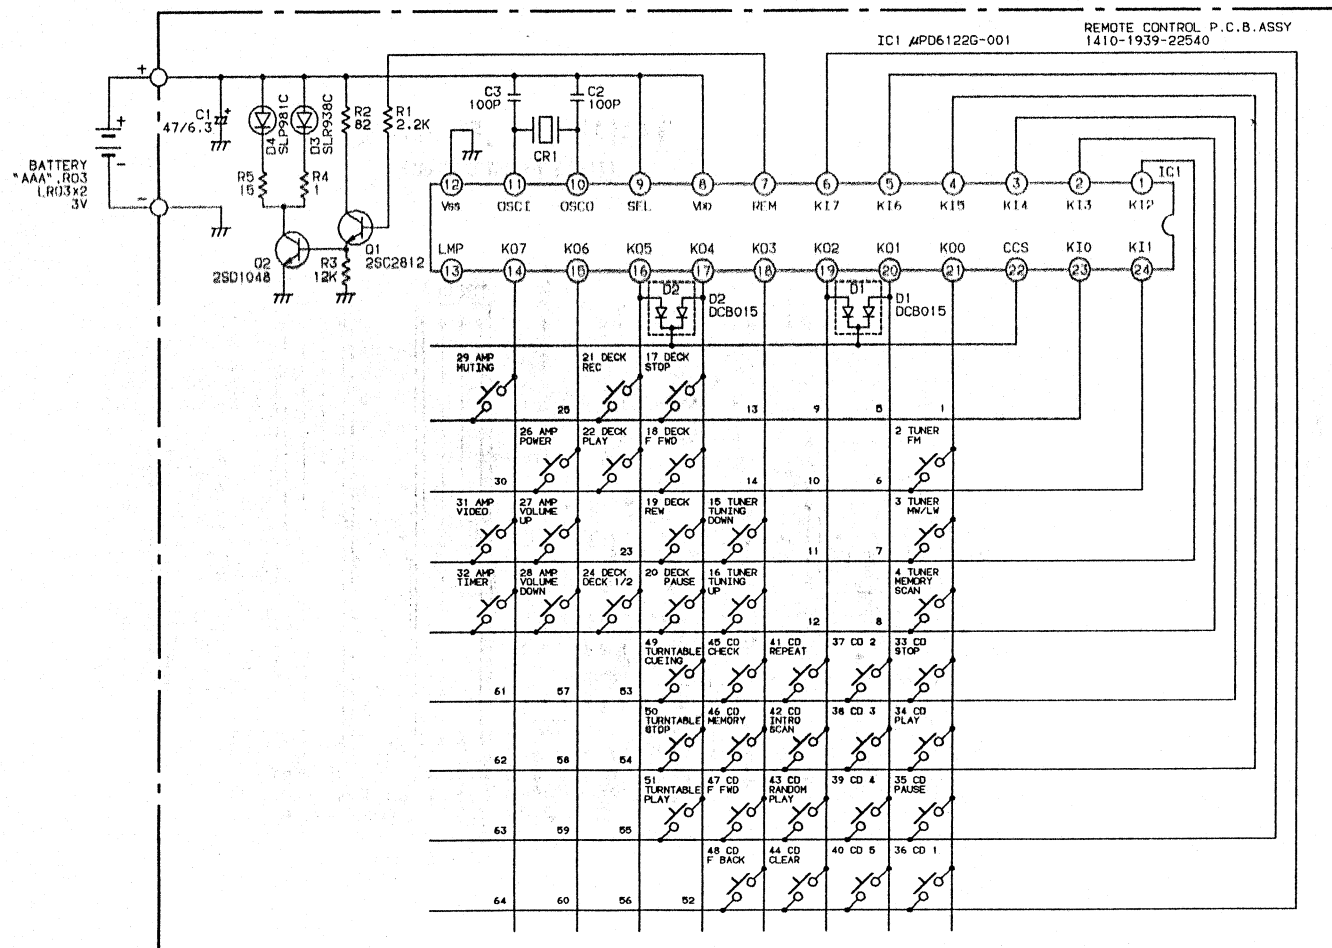 REMOTE CONTROL P.C.B.ASSY
1410-1939-22540
IC1 µPD6122G-001
+
C1
47/6.3
+
D4
SLP981C
D3
SLR938C
R2
82
R1
2.2K
C3
100P
C2
100P
CR1
+
-
BATTERY
"AAA",R03
LR03x2
3V
-
R5
15
R4
1
Q2
2SD1048
R3
12K
Q1
2SC2812
IC1
12 11 10 9 8 7 6 5 4 3 2 1
Vss OSCI OSCO SEL VDD REM KI7 KI6 KI5 KI4 KI3 KI2
LMP KO7 KO6 KO5 KO4 KO3 KO2 KO1 KO0 CCS KI0 KI1
13 14 15 16 17 18 19 20 21 22 23 24
D2
D2
DCB015
D1
D1
DCB015
29 AMP
MUTING
25
21 DECK
REC
17 DECK
STOP
13
9
5
1
30
26 AMP
POWER
22 DECK
PLAY
18 DECK
F FWD
14
10
6
2 TUNER
FM
31 AMP
VIDEO
27 AMP
VOLUME
UP
23
19 DECK
REW
15 TUNER
TUNING
DOWN
11
7
3 TUNER
MW/LW
32 AMP
TIMER
28 AMP
VOLUME
DOWN
24 DECK
DECK 1/2
20 DECK
PAUSE
16 TUNER
TUNING
UP
12
8
4 TUNER
MEMORY
SCAN
61
57
53
49
TURNTABLE
CUEING
45 CD
CHECK
41 CD
REPEAT
37 CD 2
33 CD
STOP
62
58
54
50
TURNTABLE
STOP
46 CD
MEMORY
42 CD
INTRO
SCAN
38 CD 3
34 CD
PLAY
63
59
55
51
TURNTABLE
PLAY
47 CD
F FWD
43 CD
RANDOM
PLAY
39 CD 4
35 CD
PAUSE
64
60
56
52
48 CD
F BACK
44 CD
CLEAR
40 CD 5
36 CD 1